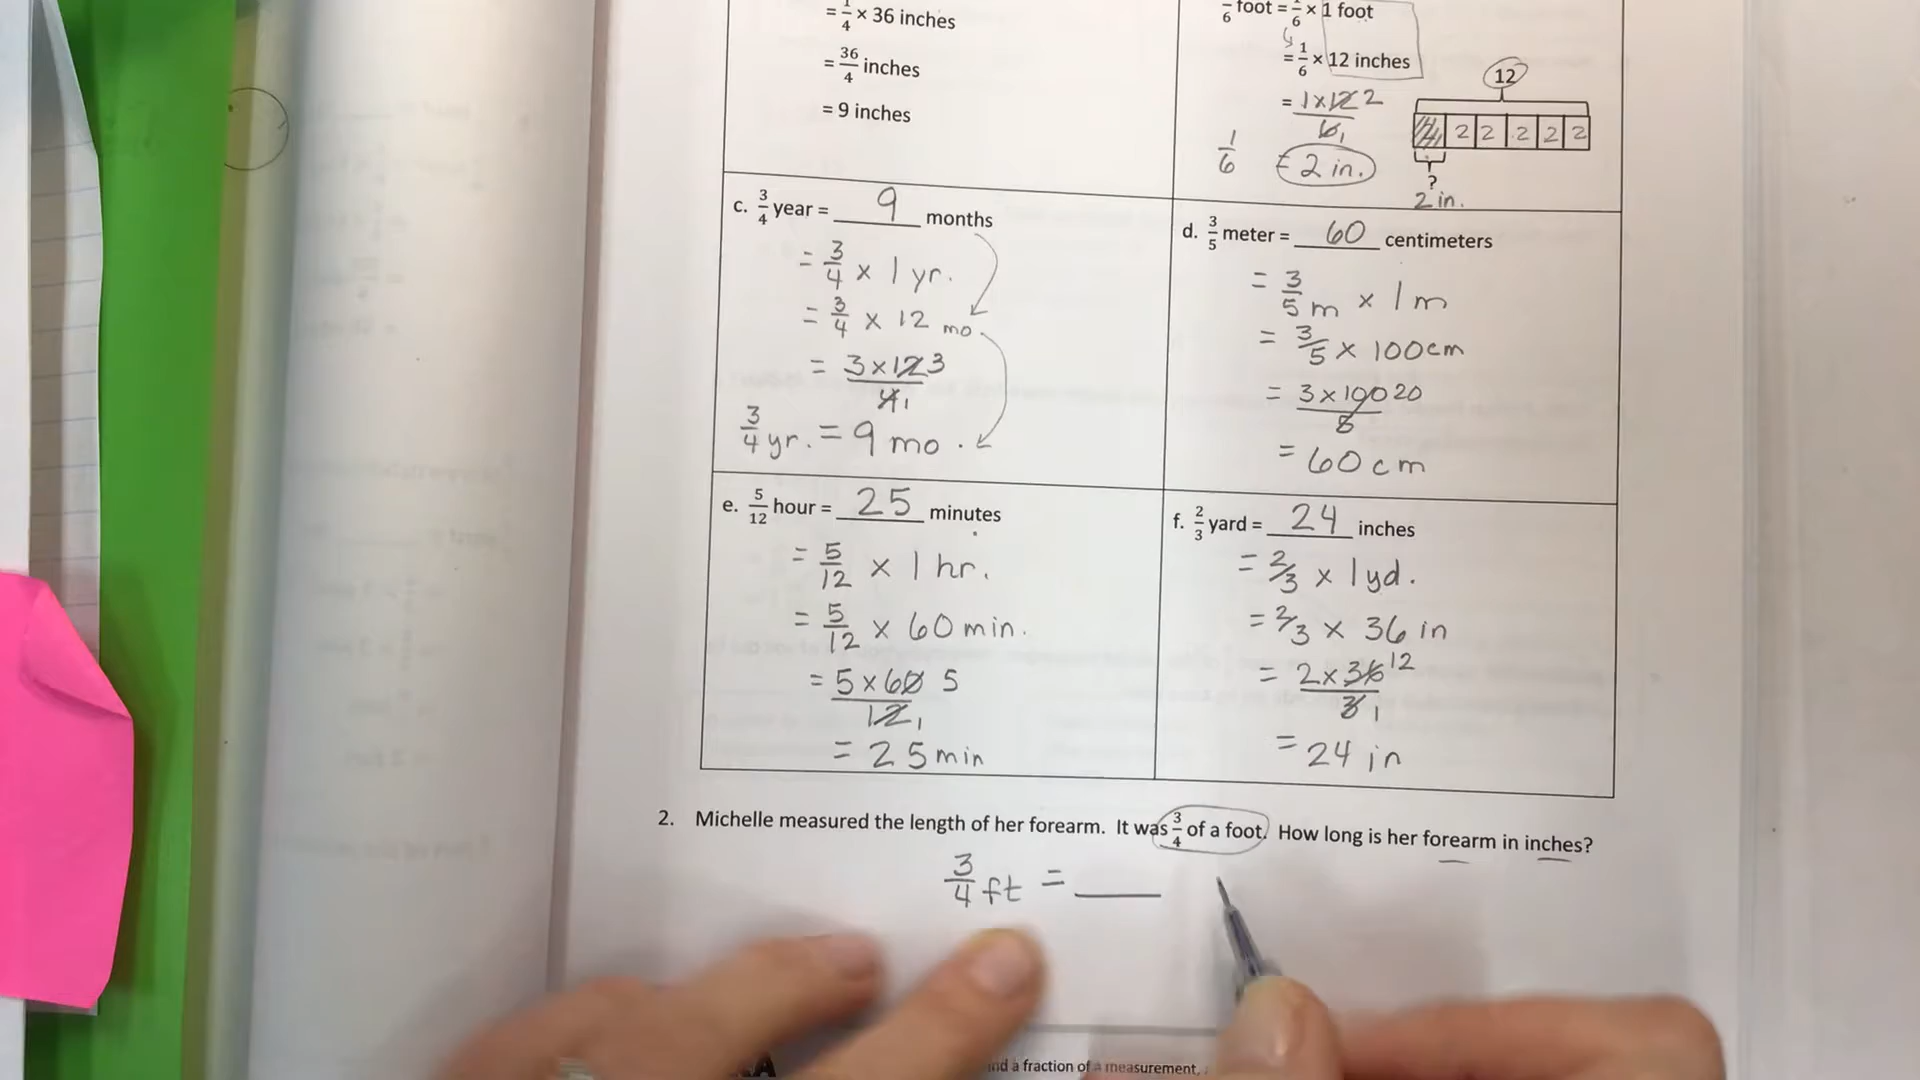 = 1/4 × 36 inches
= 36/4 inches
= 9 inches
/6 foot = 1/6 × 1 foot
= 1/6 × 12 inches
= 1×12 2
6 1
1/6 = 2 in.
12
2 2 2 2 2
?
2 in.
c. 3/4 year = 9 months
= 3/4 × 1 yr.
= 3/4 × 12 mo.
= 3×12 3
4 1
3/4 yr. = 9 mo.
d. 3/5 meter = 60 centimeters
= 3/5 m × 1 m
= 3/5 × 100cm
= 3×100 20
5
= 60 cm
e. 5/12 hour = 25 minutes
= 5/12 × 1 hr.
= 5/12 × 60 min.
= 5×60 5
12 1
= 25 min
f. 2/3 yard = 24 inches
= 2/3 × 1 yd.
= 2/3 × 36 in
= 2×36 12
3 1
= 24 in
2. Michelle measured the length of her forearm. It was 3/4 of a foot. How long is her forearm in inches?
3/4 ft = ____
a fraction of a measurement,